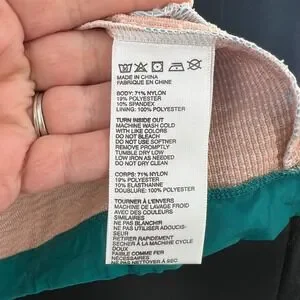 MADE IN CHINA
FABRIQUE EN CHINE
BODY: 71% NYLON
19% POLYESTER
10% SPANDEX
LINING: 100% POLYESTER
TURN INSIDE OUT
MACHINE WASH COLD
WITH LIKE COLORS
DO NOT BLEACH
DO NOT USE SOFTNER
REMOVE PROMPTLY
TUMBLE DRY LOW
LOW IRON AS NEEDED
DO NOT DRY CLEAN
CORPS: 71% NYLON
19% POLYESTER
10% ELASTHANNE
DOUBLURE: 100% POLYESTER
TOURNER À L'ENVERS
MACHINE DE LAVAGE FROID
AVEC DES COULEURS
SIMILAIRES
NE PAS BLANCHIR
NE PAS UTILISER ADOUCIS-
SEUR
RETIRER RAPIDEMENT
SÉCHER À LA MACHINE CYCLE
DOUX
FAIBLE COMME FER
NÉCESSAIRES
NE PAS NETTOYER À SEC